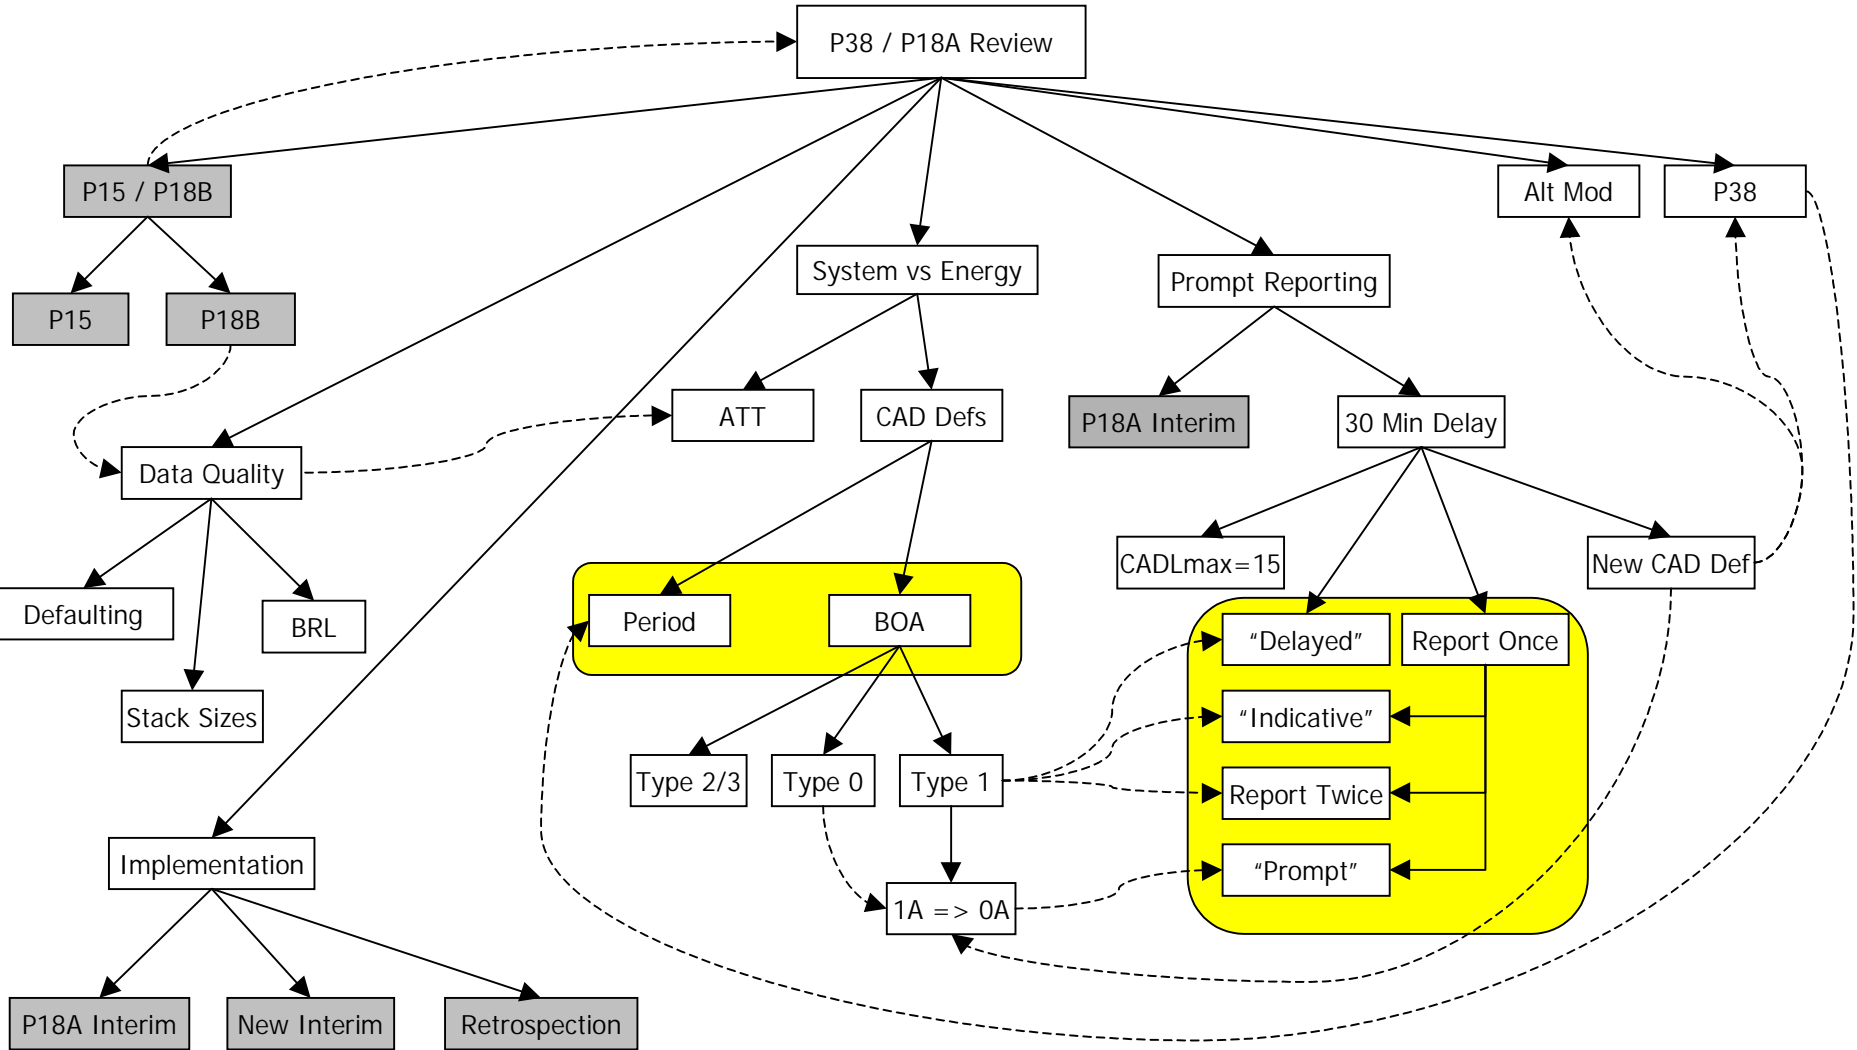 P38 / P18A Review
P15 / P18B
Alt Mod
P38
System vs Energy
Prompt Reporting
P15
P18B
ATT
CAD Defs
P18A Interim
30 Min Delay
Data Quality
CADLmax=15
New CAD Def
Defaulting
BRL
Period
BOA
“Delayed”
Report Once
Stack Sizes
“Indicative”
Type 2/3
Type 0
Type 1
Report Twice
Implementation
“Prompt”
1A => 0A
P18A Interim
New Interim
Retrospection